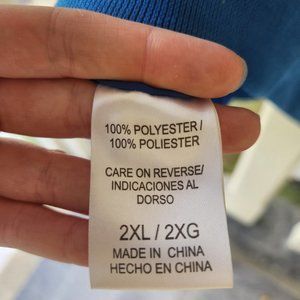 100% POLYESTER /
100% POLIESTER
CARE ON REVERSE/
INDICACIONES AL
DORSO
2XL / 2XG
MADE IN CHINA
HECHO EN CHINA